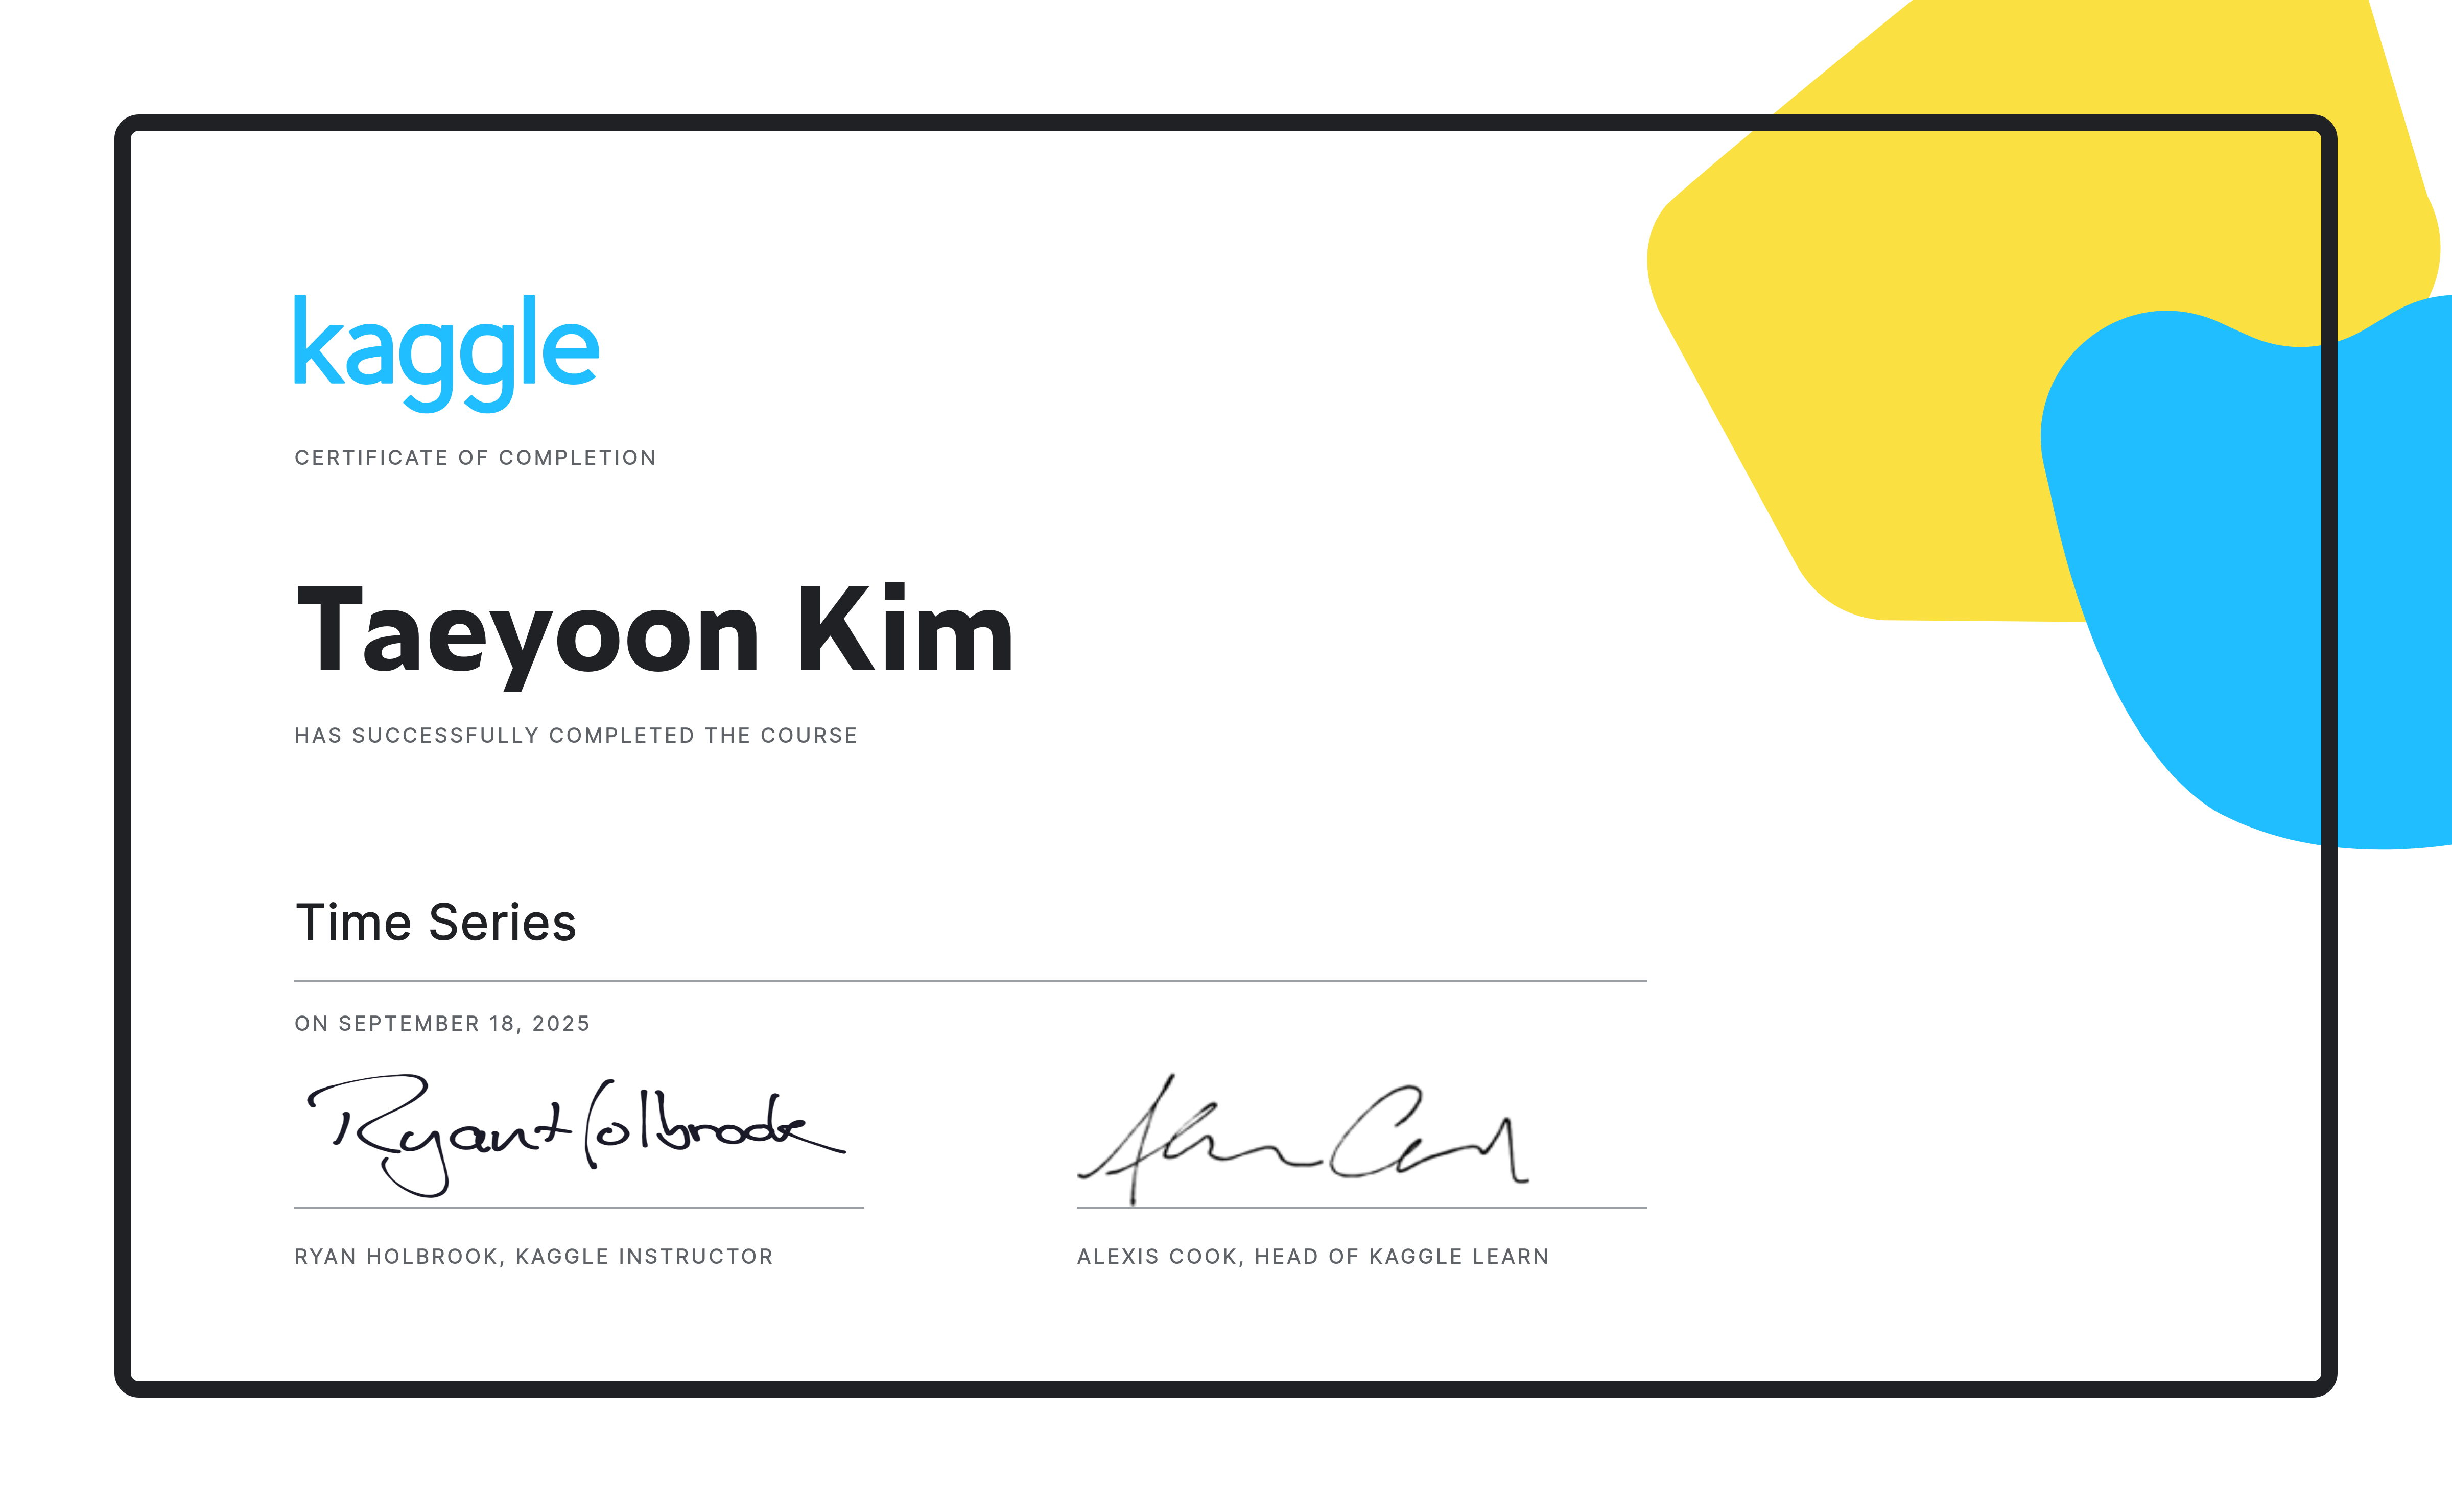 kaggle
CERTIFICATE OF COMPLETION
Taeyoon Kim
HAS SUCCESSFULLY COMPLETED THE COURSE
Time Series
ON SEPTEMBER 18, 2025
Ryan Holbrook
RYAN HOLBROOK, KAGGLE INSTRUCTOR
ALEXIS COOK, HEAD OF KAGGLE LEARN